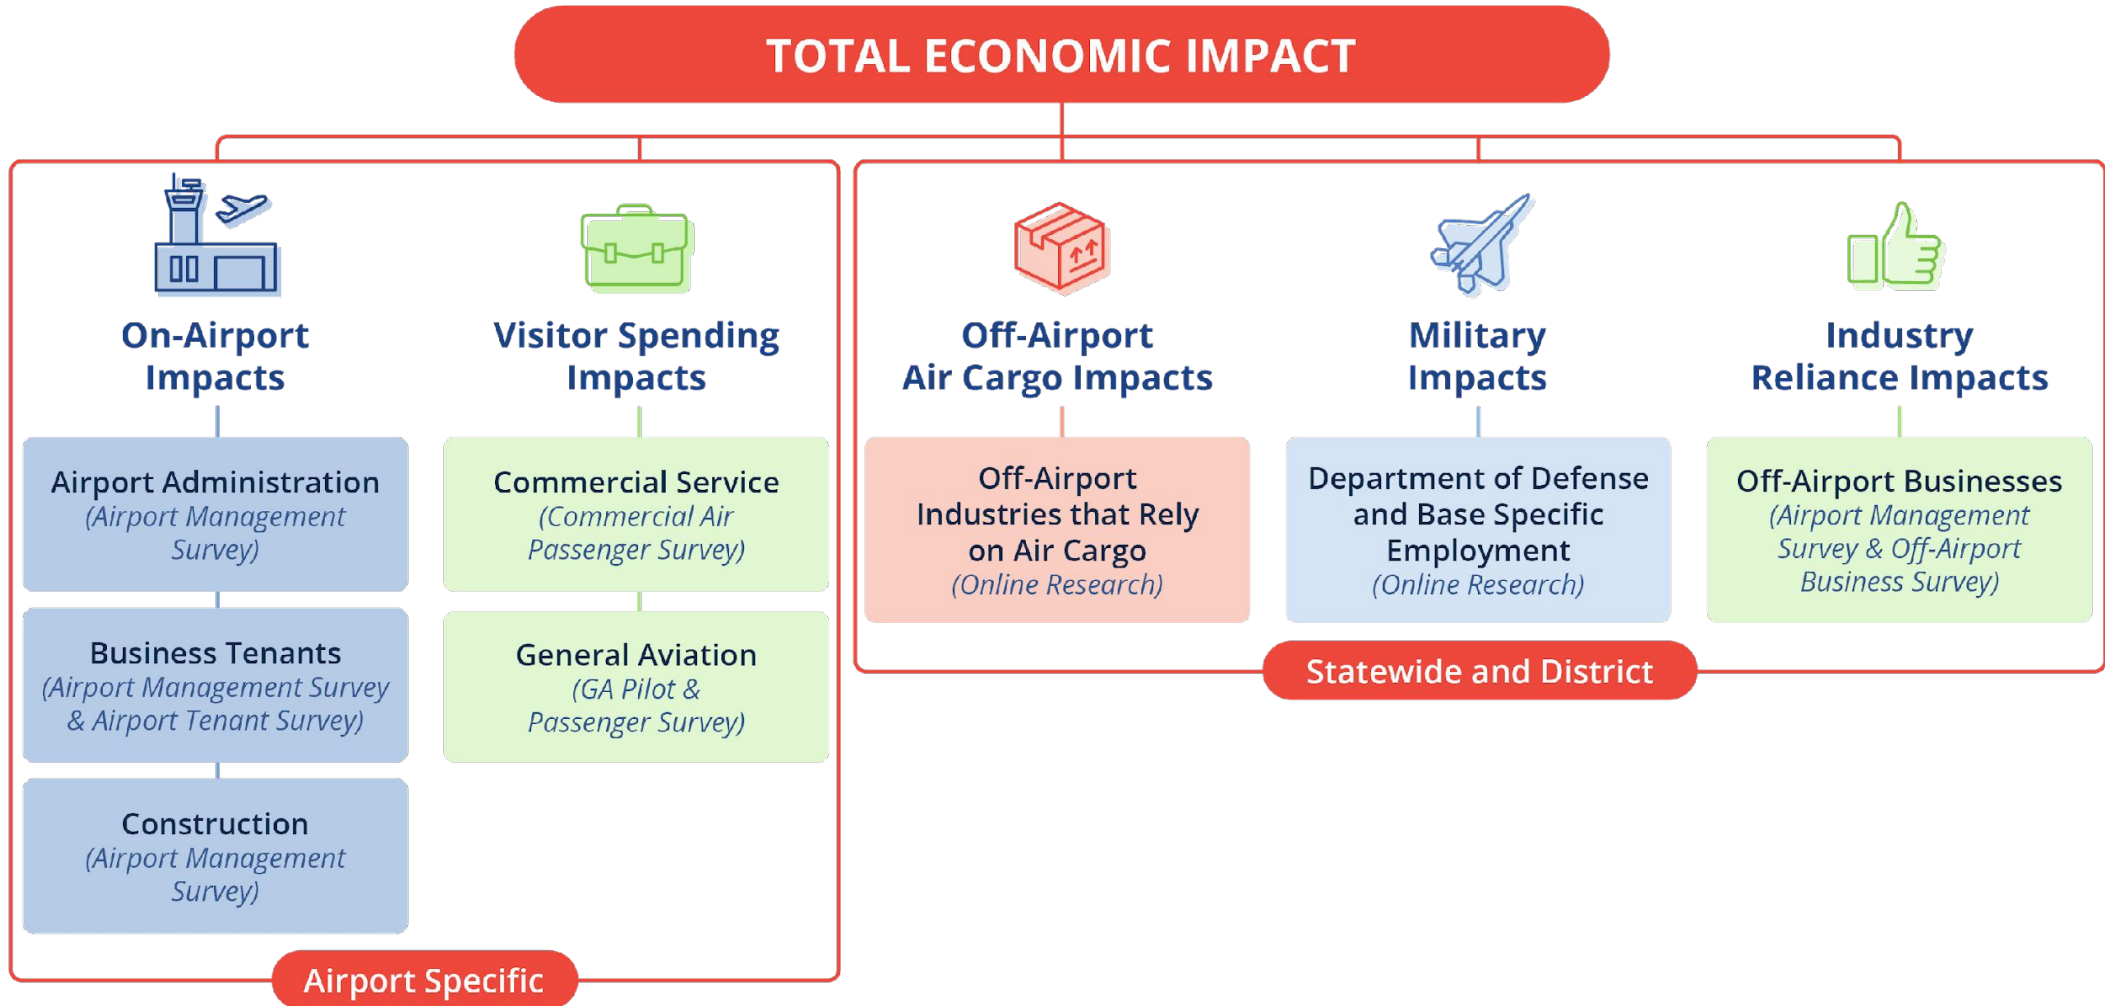 TOTAL ECONOMIC IMPACT
On-Airport
Impacts
Airport Administration
(Airport Management
Survey)
Business Tenants
(Airport Management Survey
& Airport Tenant Survey)
Construction
(Airport Management
Survey)
Visitor Spending
Impacts
Commercial Service
(Commercial Air
Passenger Survey)
General Aviation
(GA Pilot &
Passenger Survey)
Airport Specific
Off-Airport
Air Cargo Impacts
Off-Airport
Industries that Rely
on Air Cargo
(Online Research)
Military
Impacts
Department of Defense
and Base Specific
Employment
(Online Research)
Industry
Reliance Impacts
Off-Airport Businesses
(Airport Management
Survey & Off-Airport
Business Survey)
Statewide and District